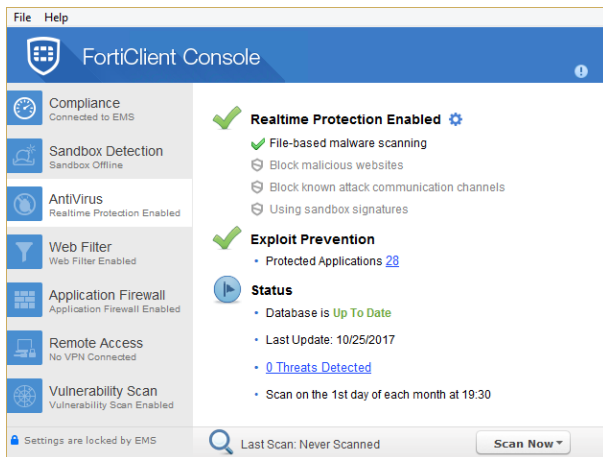 File Help
FortiClient Console
Compliance
Connected to EMS
Sandbox Detection
Sandbox Offline
AntiVirus
Realtime Protection Enabled
Web Filter
Web Filter Enabled
Application Firewall
Application Firewall Enabled
Remote Access
No VPN Connected
Vulnerability Scan
Vulnerability Scan Enabled
Settings are locked by EMS
Realtime Protection Enabled
File-based malware scanning
Block malicious websites
Block known attack communication channels
Using sandbox signatures
Exploit Prevention
• Protected Applications 28
Status
• Database is Up To Date
• Last Update: 10/25/2017
• 0 Threats Detected
• Scan on the 1st day of each month at 19:30
Last Scan: Never Scanned
Scan Now